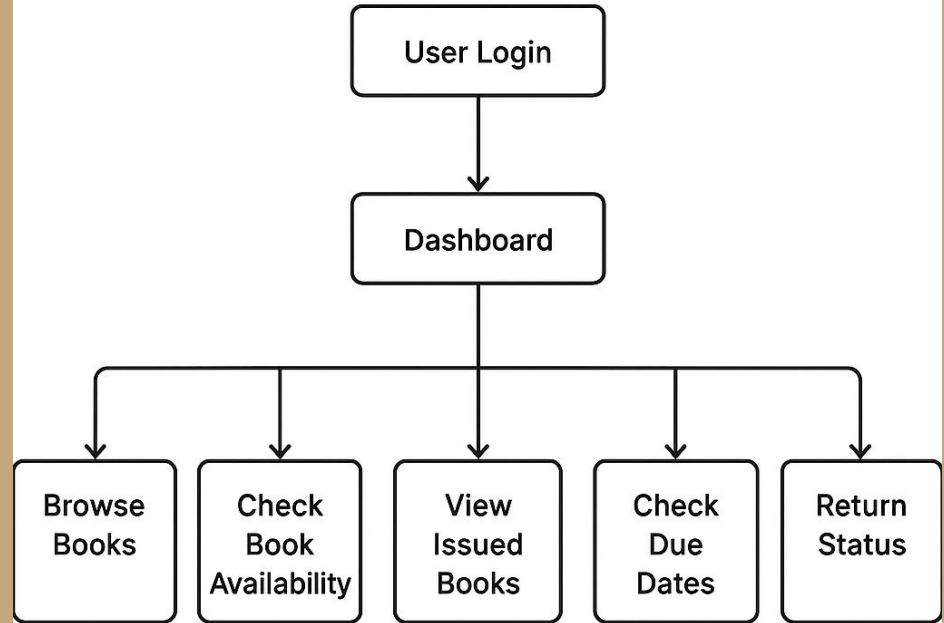 User Login
Dashboard
Browse
Books
Check
Book
Availability
View
Issued
Books
Check
Due
Dates
Return
Status